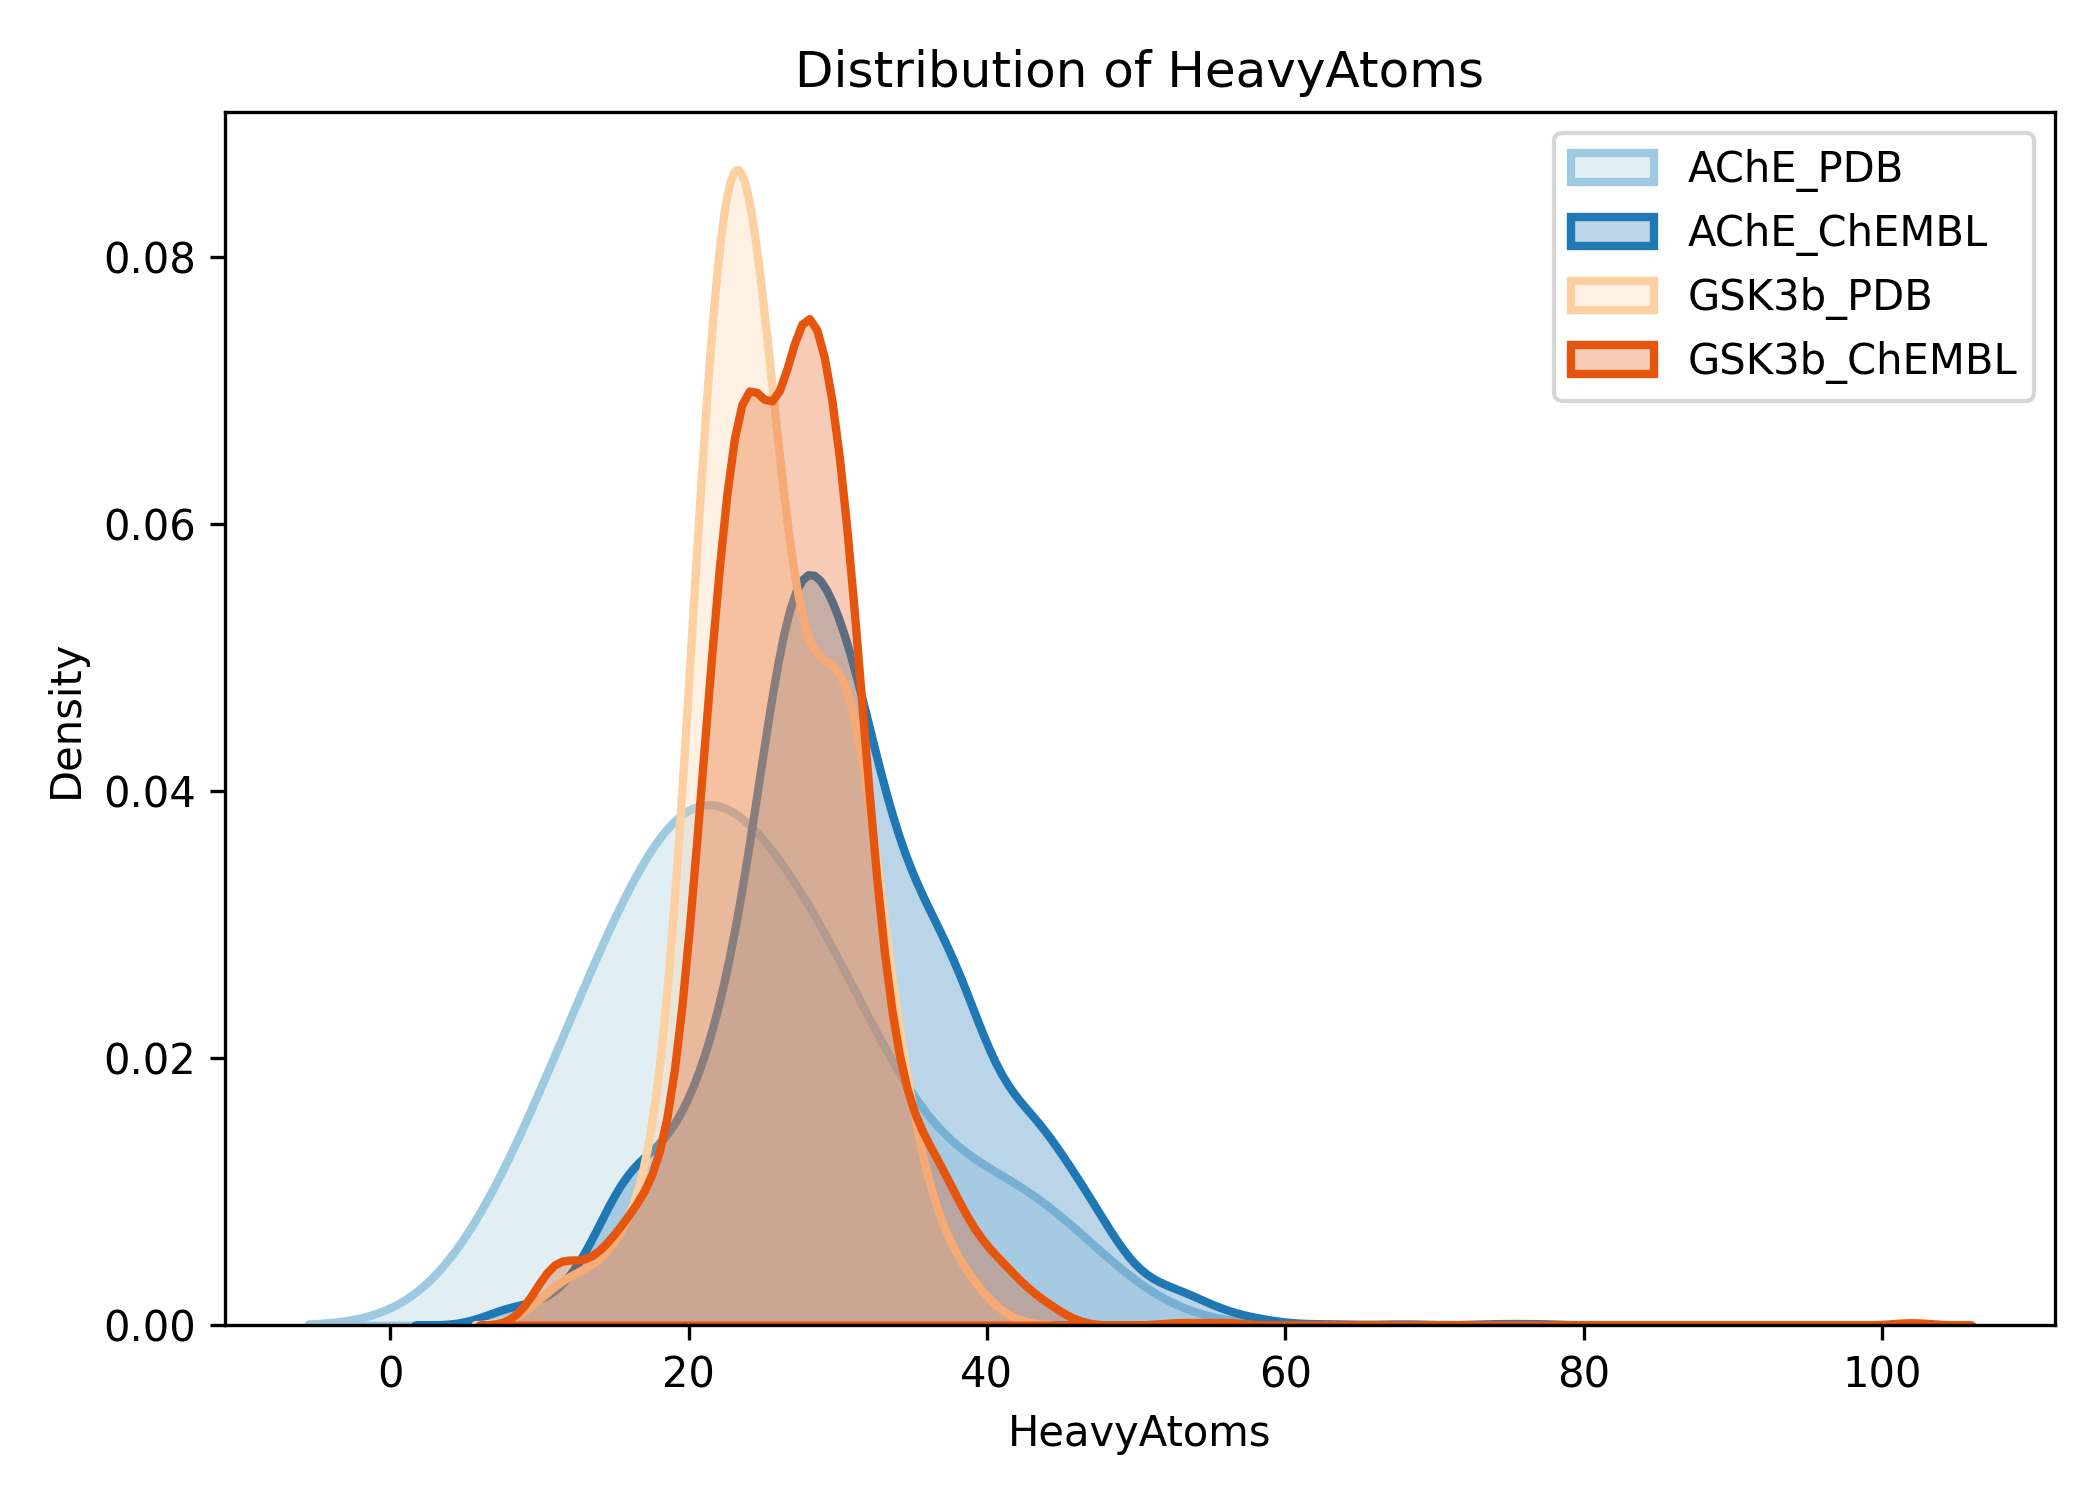 Distribution of HeavyAtoms
AChE_PDB
AChE_ChEMBL
GSK3b_PDB
GSK3b_ChEMBL
Density
0.08
0.06
0.04
0.02
0.00
0 20 40 60 80 100
HeavyAtoms